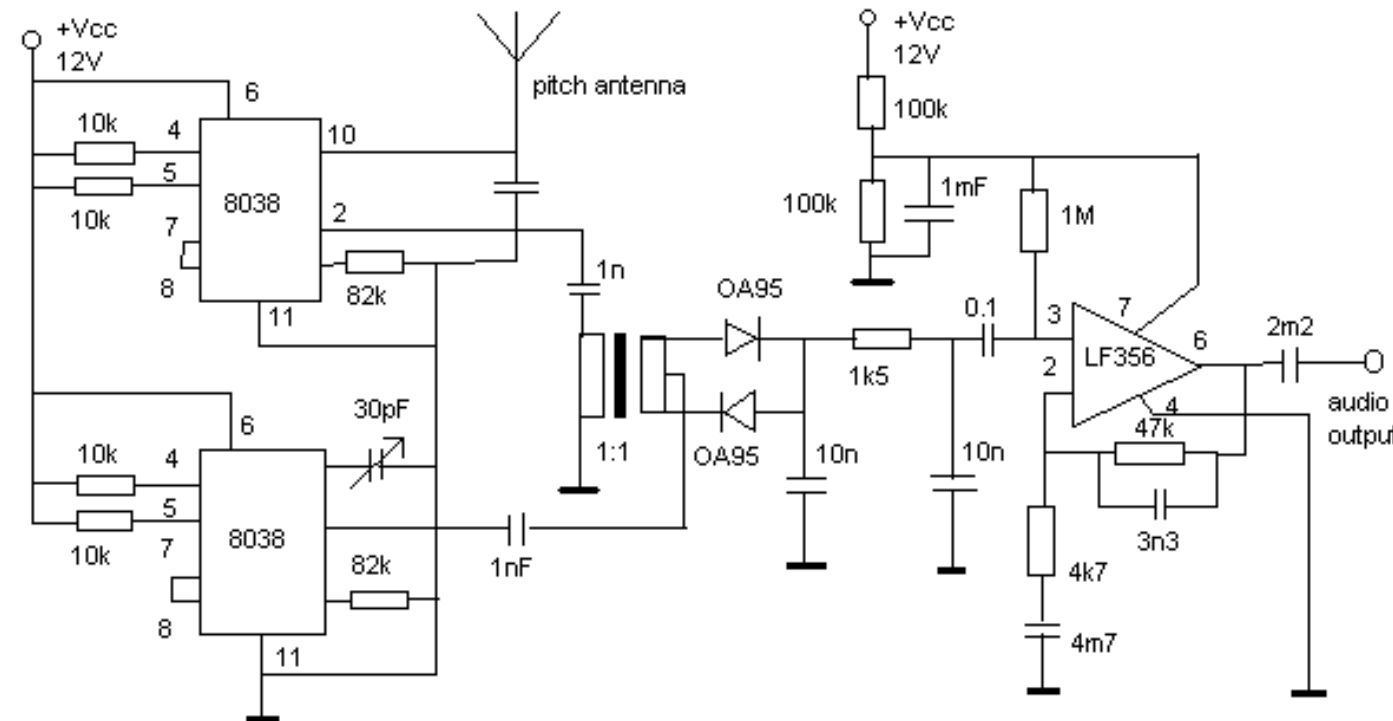 +Vcc
12V
6
10k
4
5
10k
8038
7
8
11
10
2
82k
pitch antenna
1n
1:1
30pF
6
10k
4
5
10k
8038
7
8
11
82k
1nF
OA95
OA95
1k5
10n
10n
0.1
+Vcc
12V
100k
100k
1mF
1M
3
2
7
LF356
6
4
47k
3n3
4k7
4m7
2m2
audio
output